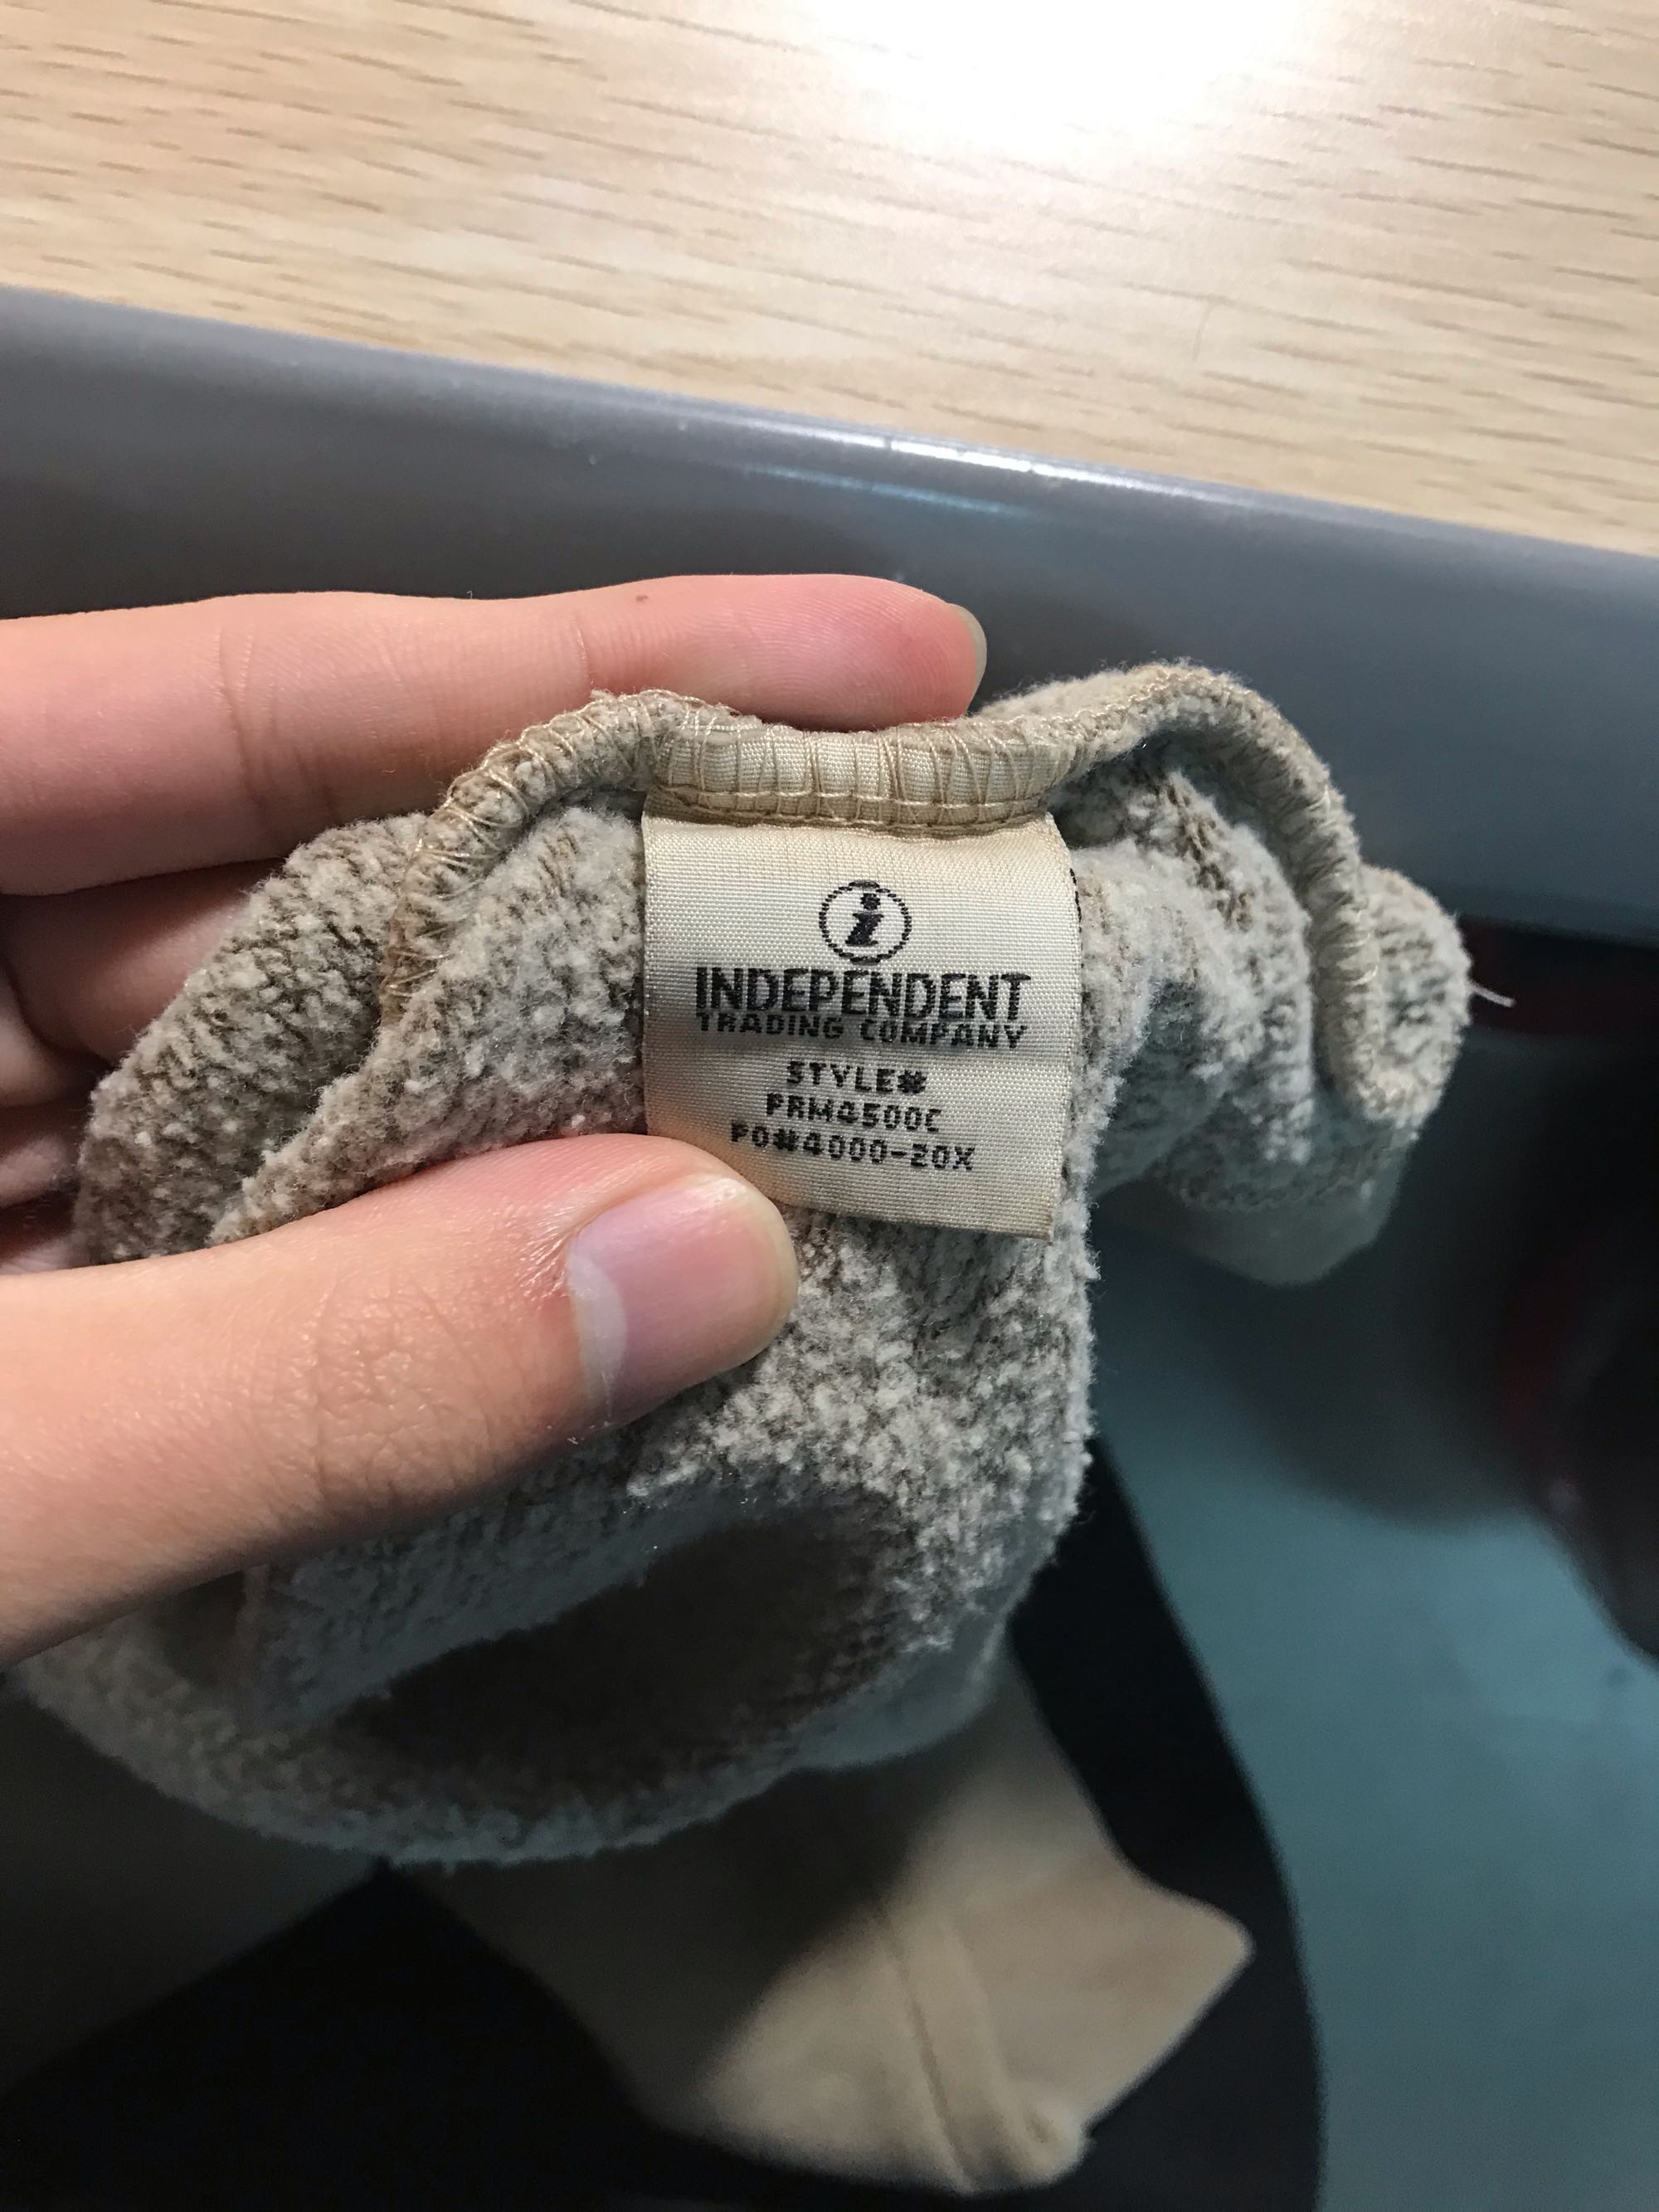 i
INDEPENDENT
TRADING COMPANY
STYLE#
PRM4500C
PO#4000-20X